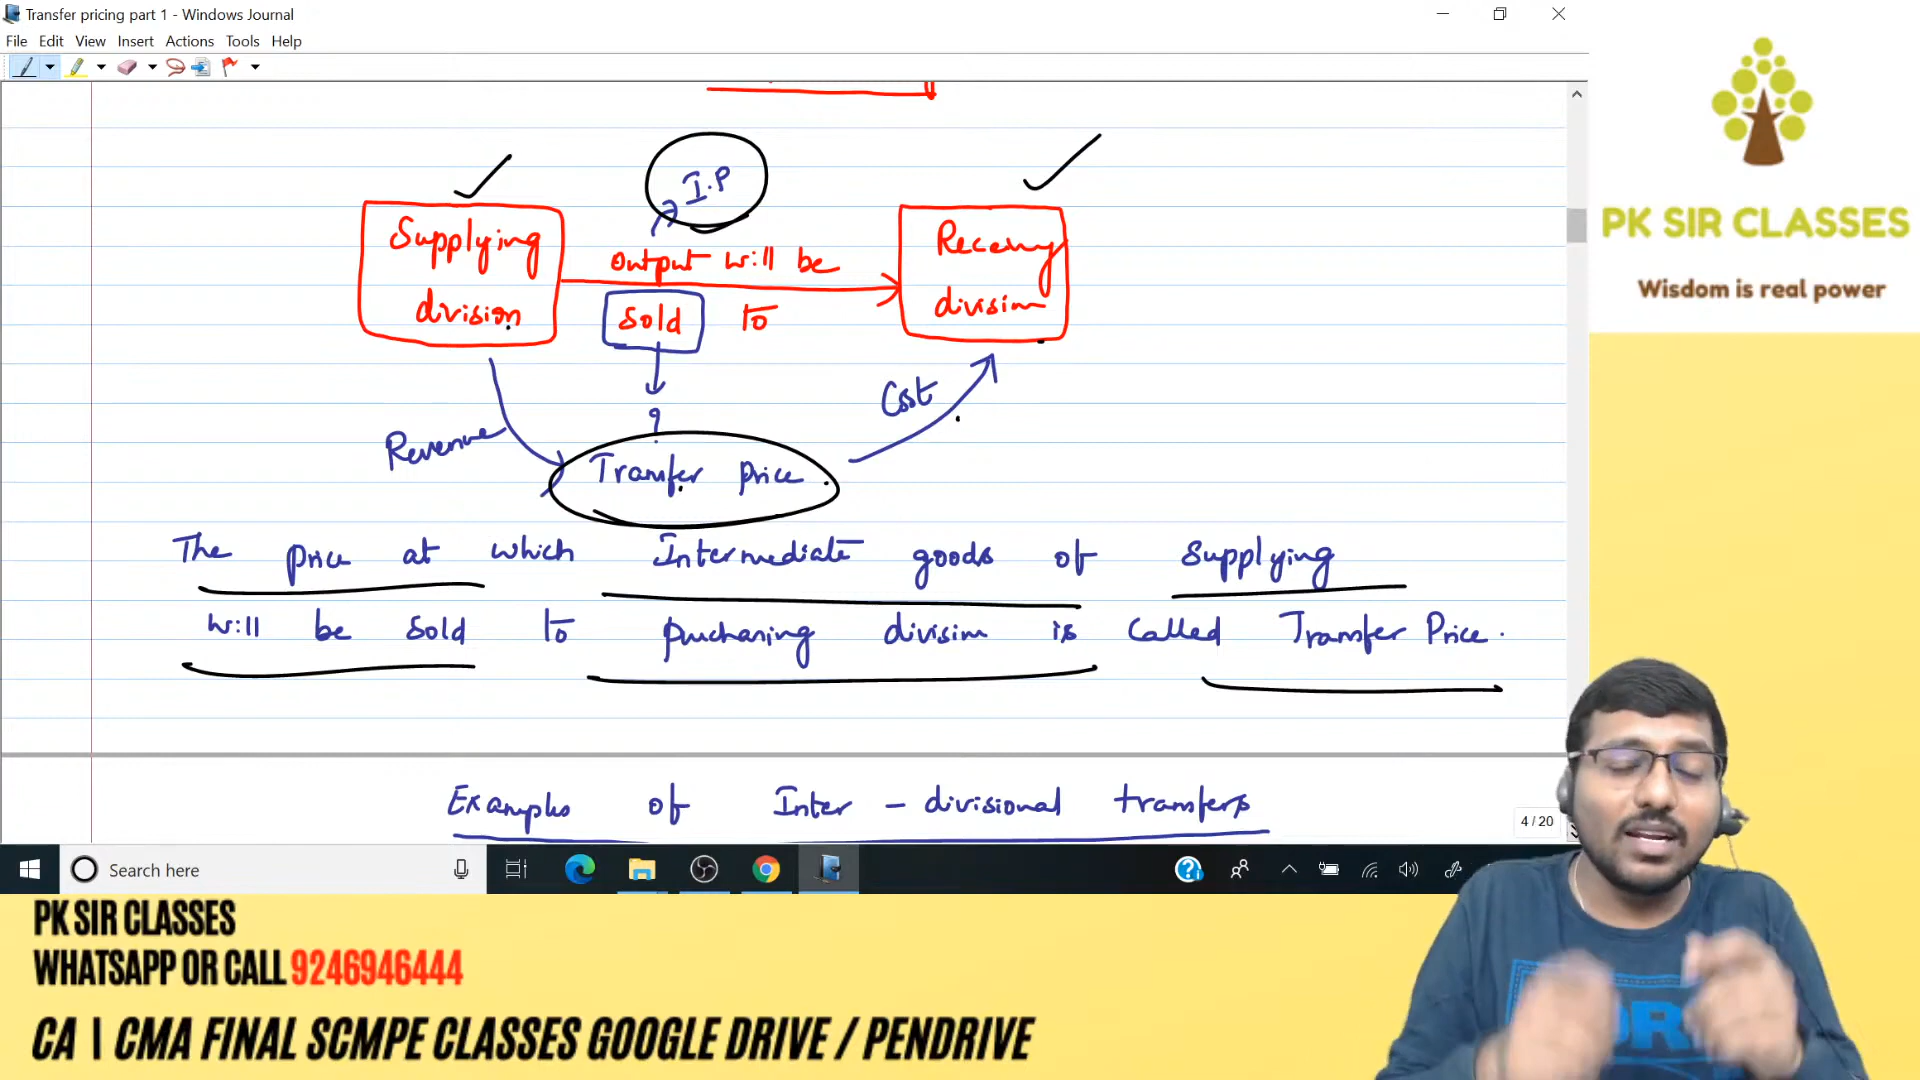 Transfer pricing part 1 - Windows Journal
File Edit View Insert Actions Tools Help
I.P
Supplying
division
output will be
sold to
Receivng
division
Revenue
Cost
?
Transfer price
The price at which Intermediate goods of Supplying
will be sold to purchasing division is called Transfer Price.
Examples of Inter - divisional transfers
4 / 20
Search here
PK SIR CLASSES
Wisdom is real power
PK SIR CLASSES
WHATSAPP OR CALL 9246946444
CA \ CMA FINAL SCMPE CLASSES GOOGLE DRIVE / PENDRIVE